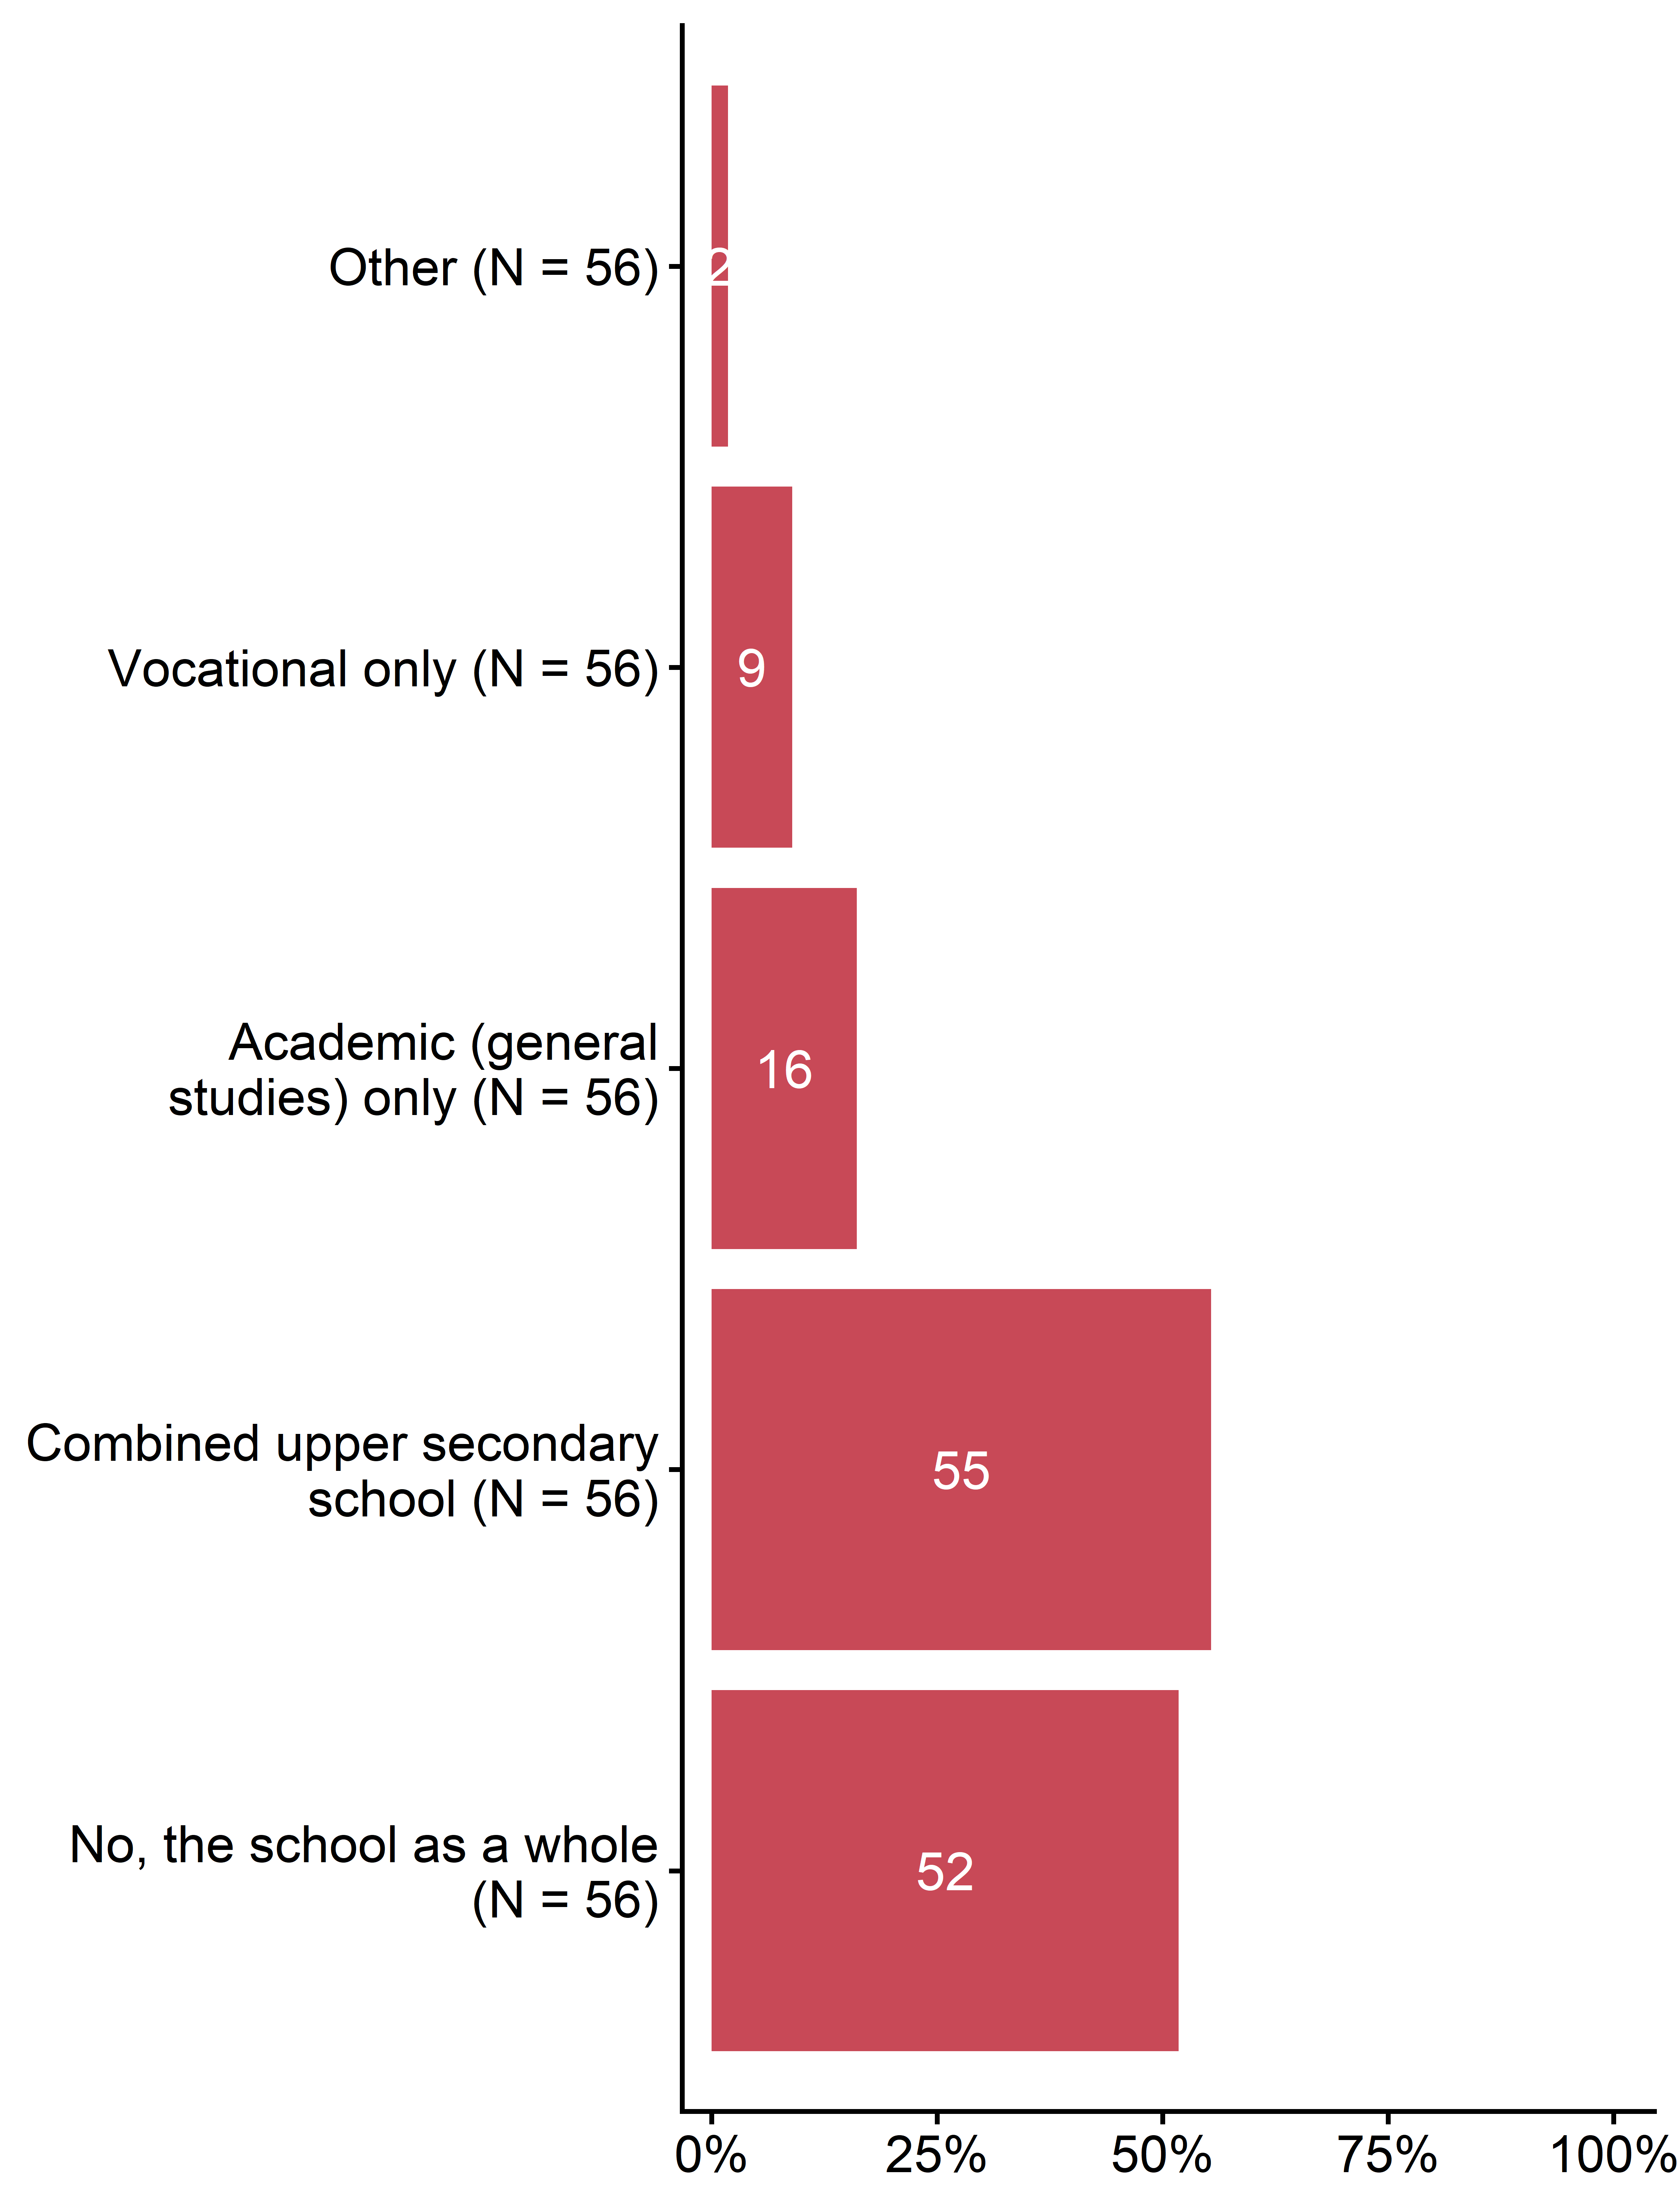 Other (N = 56)
2
Vocational only (N = 56)
9
Academic (general
studies) only (N = 56)
16
Combined upper secondary
school (N = 56)
55
No, the school as a whole
(N = 56)
52
0% 25% 50% 75% 100%